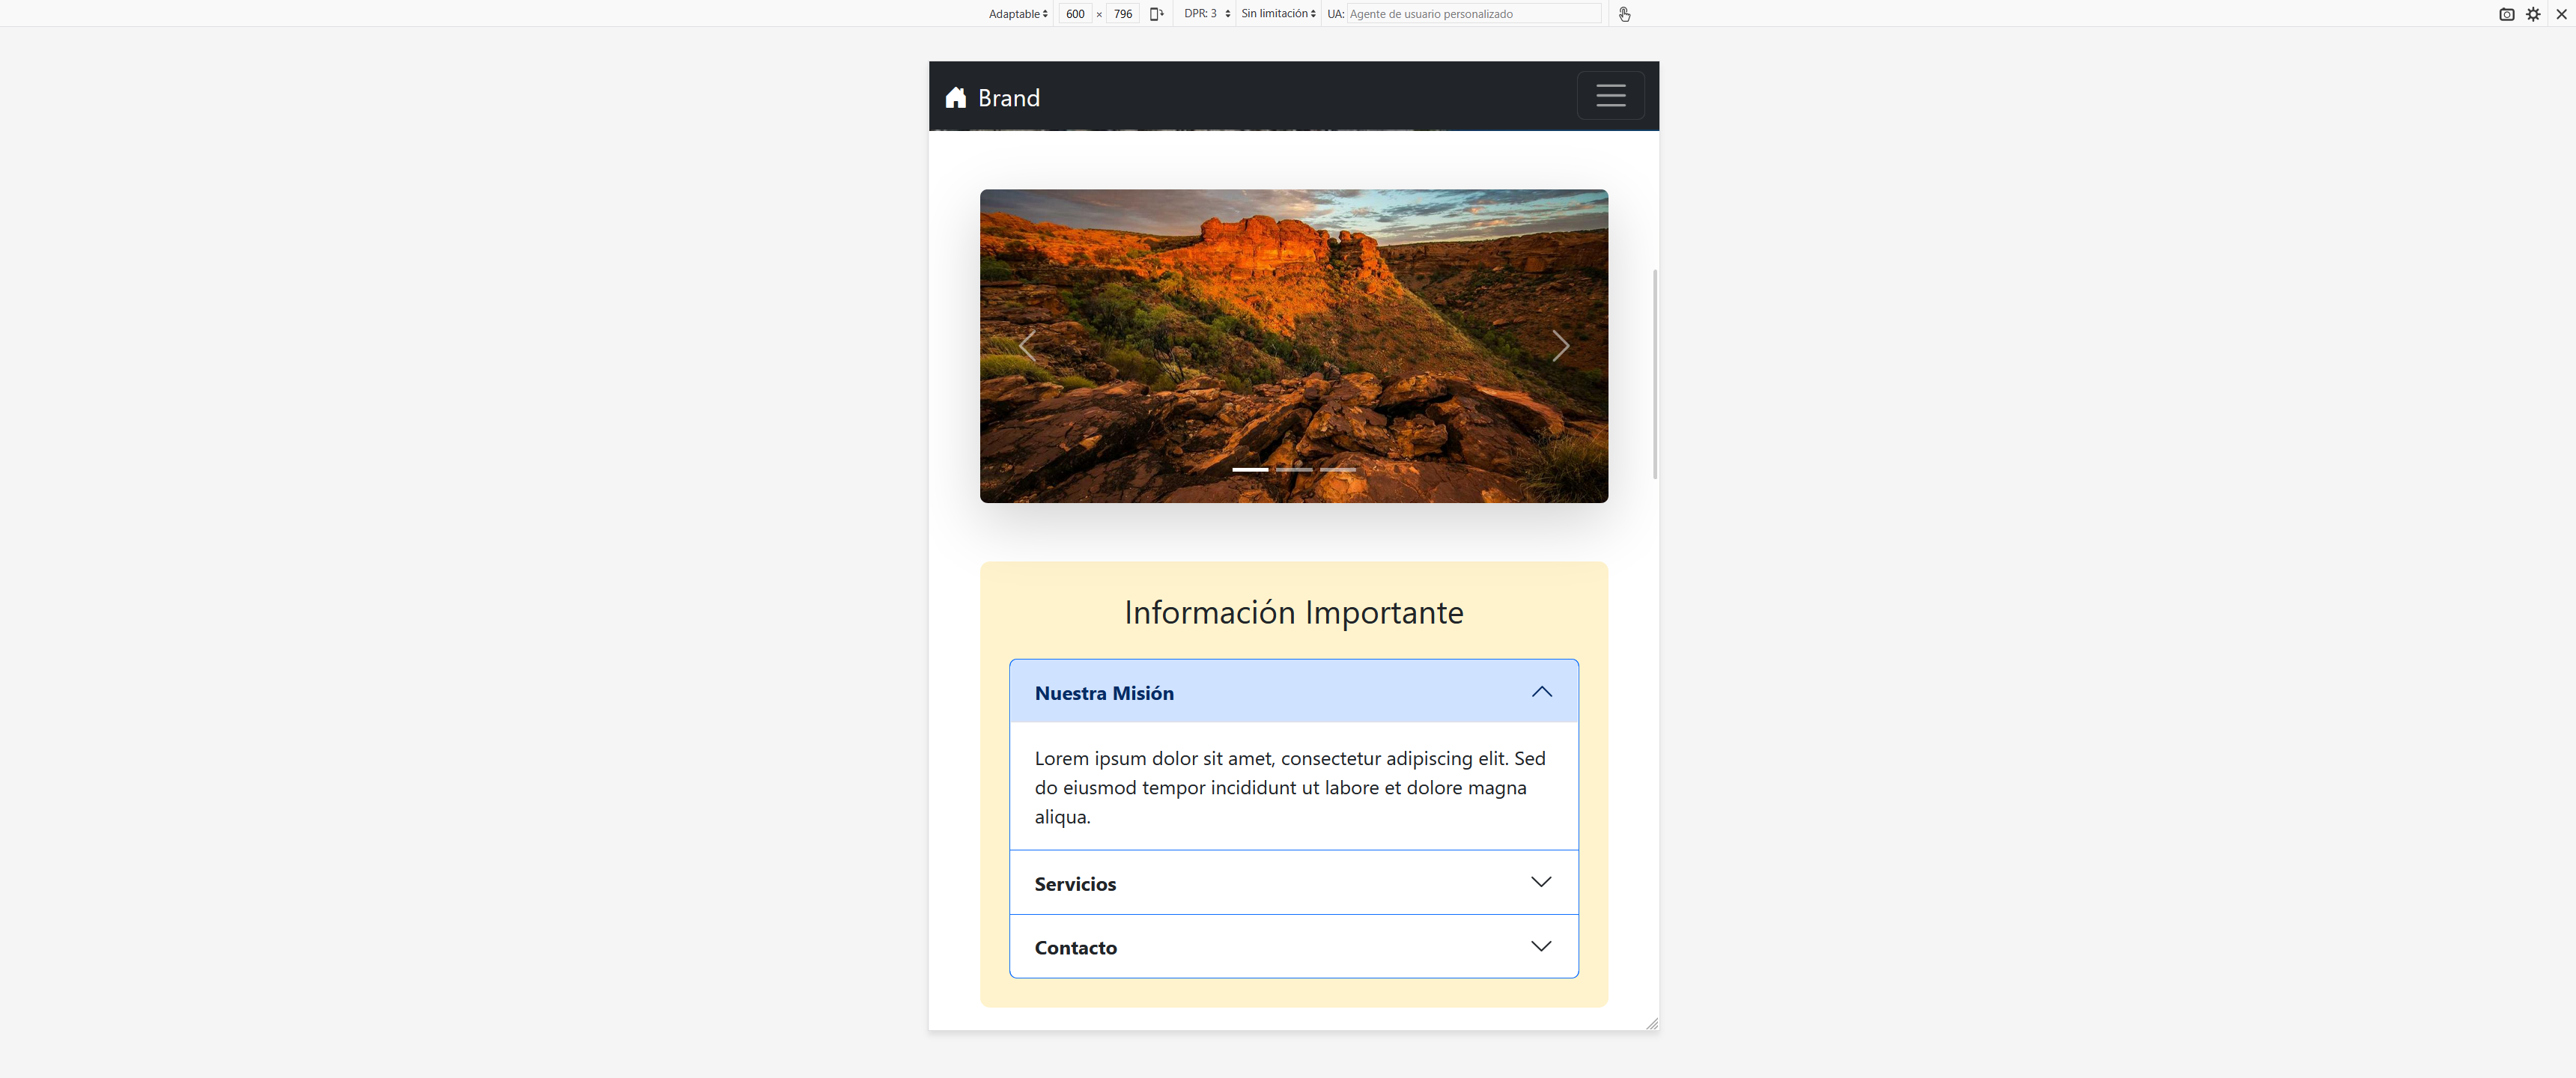 Adaptable 600 × 796 DPR: 3 Sin limitación UA: Agente de usuario personalizado
Brand
Información Importante
Nuestra Misión
Lorem ipsum dolor sit amet, consectetur adipiscing elit. Sed
do eiusmod tempor incididunt ut labore et dolore magna
aliqua.
Servicios
Contacto